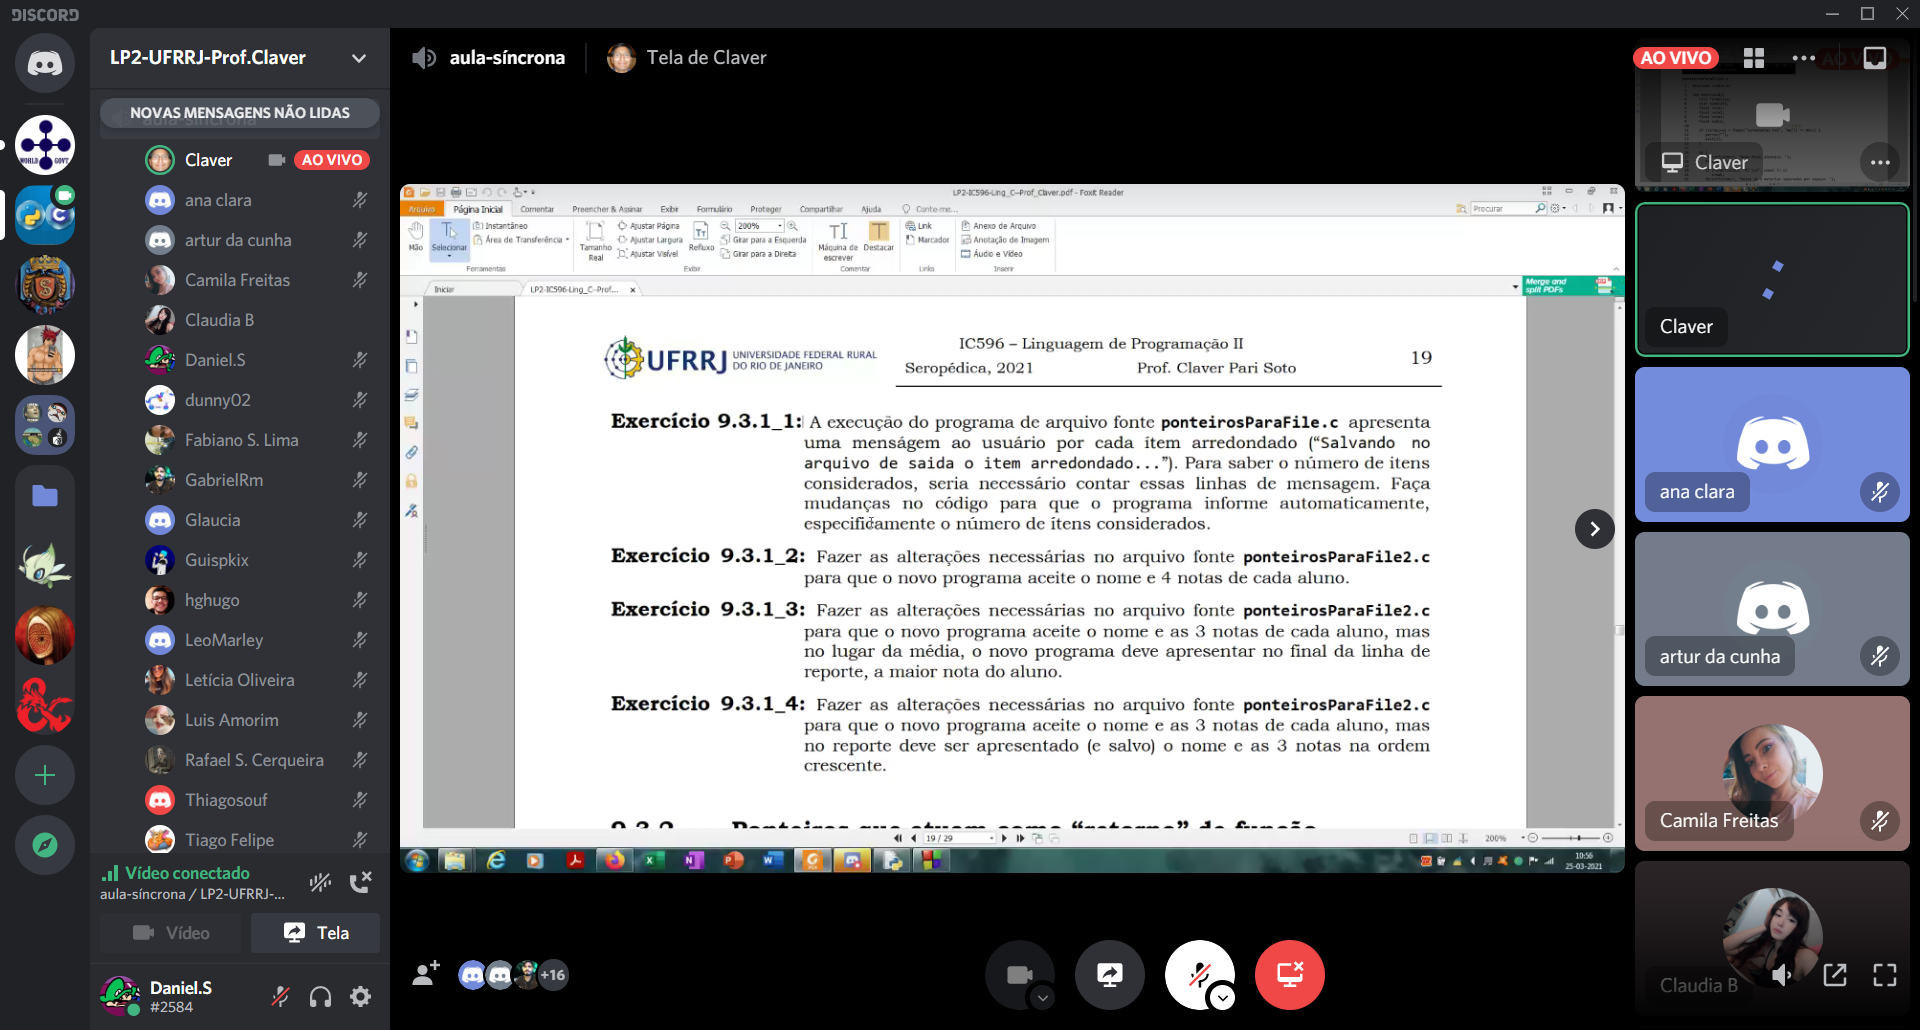 DISCORD
LP2-UFRRJ-Prof.Claver
NOVAS MENSAGENS NÃO LIDAS
Claver
AO VIVO
ana clara
artur da cunha
Camila Freitas
Claudia B
Daniel.S
dunny02
Fabiano S. Lima
GabrielRm
Glaucia
Guispkix
hghugo
LeoMarley
Letícia Oliveira
Luis Amorim
Rafael S. Cerqueira
Thiagosouf
Tiago Felipe
Vídeo conectado
aula-síncrona / LP2-UFRRJ-...
Vídeo
Tela
Daniel.S
#2584
WORLD GOVT.
aula-síncrona
Tela de Claver
LP2-IC596-Ling_C--Prof_Claver.pdf - Foxit Reader
Arquivo Página Inicial Comentar Preencher & Assinar Exibir Formulário Proteger Compartilhar Ajuda Conte-me...
Procurar
Mão
Selecionar
Instantâneo
Área de Transferência
Ferramentas
Tamanho Real
Ajustar Página
Ajustar Largura
Ajustar Visível
Refluxo
200%
Girar para a Esquerda
Girar para a Direita
Exibir
Máquina de escrever
Destacar
Comentar
Link
Marcador
Links
Anexo de Arquivo
Anotação de Imagem
Áudio e Vídeo
Inserir
Iniciar
LP2-IC596-Ling_C--Prof...
Merge and split PDFs
UFRRJ UNIVERSIDADE FEDERAL RURAL
DO RIO DE JANEIRO
IC596 – Linguagem de Programação II
Seropédica, 2021 Prof. Claver Pari Soto
19
Exercício 9.3.1_1: A execução do programa de arquivo fonte ponteirosParaFile.c apresenta
uma menságem ao usuário por cada ítem arredondado (“Salvando no
arquivo de saida o item arredondado...”). Para saber o número de itens
considerados, seria necessário contar essas linhas de mensagem. Faça
mudanças no código para que o programa informe automaticamente,
especificamente o número de ítens considerados.
Exercício 9.3.1_2: Fazer as alterações necessárias no arquivo fonte ponteirosParaFile2.c
para que o novo programa aceite o nome e 4 notas de cada aluno.
Exercício 9.3.1_3: Fazer as alterações necessárias no arquivo fonte ponteirosParaFile2.c
para que o novo programa aceite o nome e as 3 notas de cada aluno, mas
no lugar da média, o novo programa deve apresentar no final da linha de
reporte, a maior nota do aluno.
Exercício 9.3.1_4: Fazer as alterações necessárias no arquivo fonte ponteirosParaFile2.c
para que o novo programa aceite o nome e as 3 notas de cada aluno, mas
no reporte deve ser apresentado (e salvo) o nome e as 3 notas na ordem
crescente.
9.3.2 Ponteiros que atuam como “retorno” de função
19 / 29
200%
10:56
25-03-2021
+16
AO VIVO
Claver
Claver
ana clara
artur da cunha
Camila Freitas
Claudia B